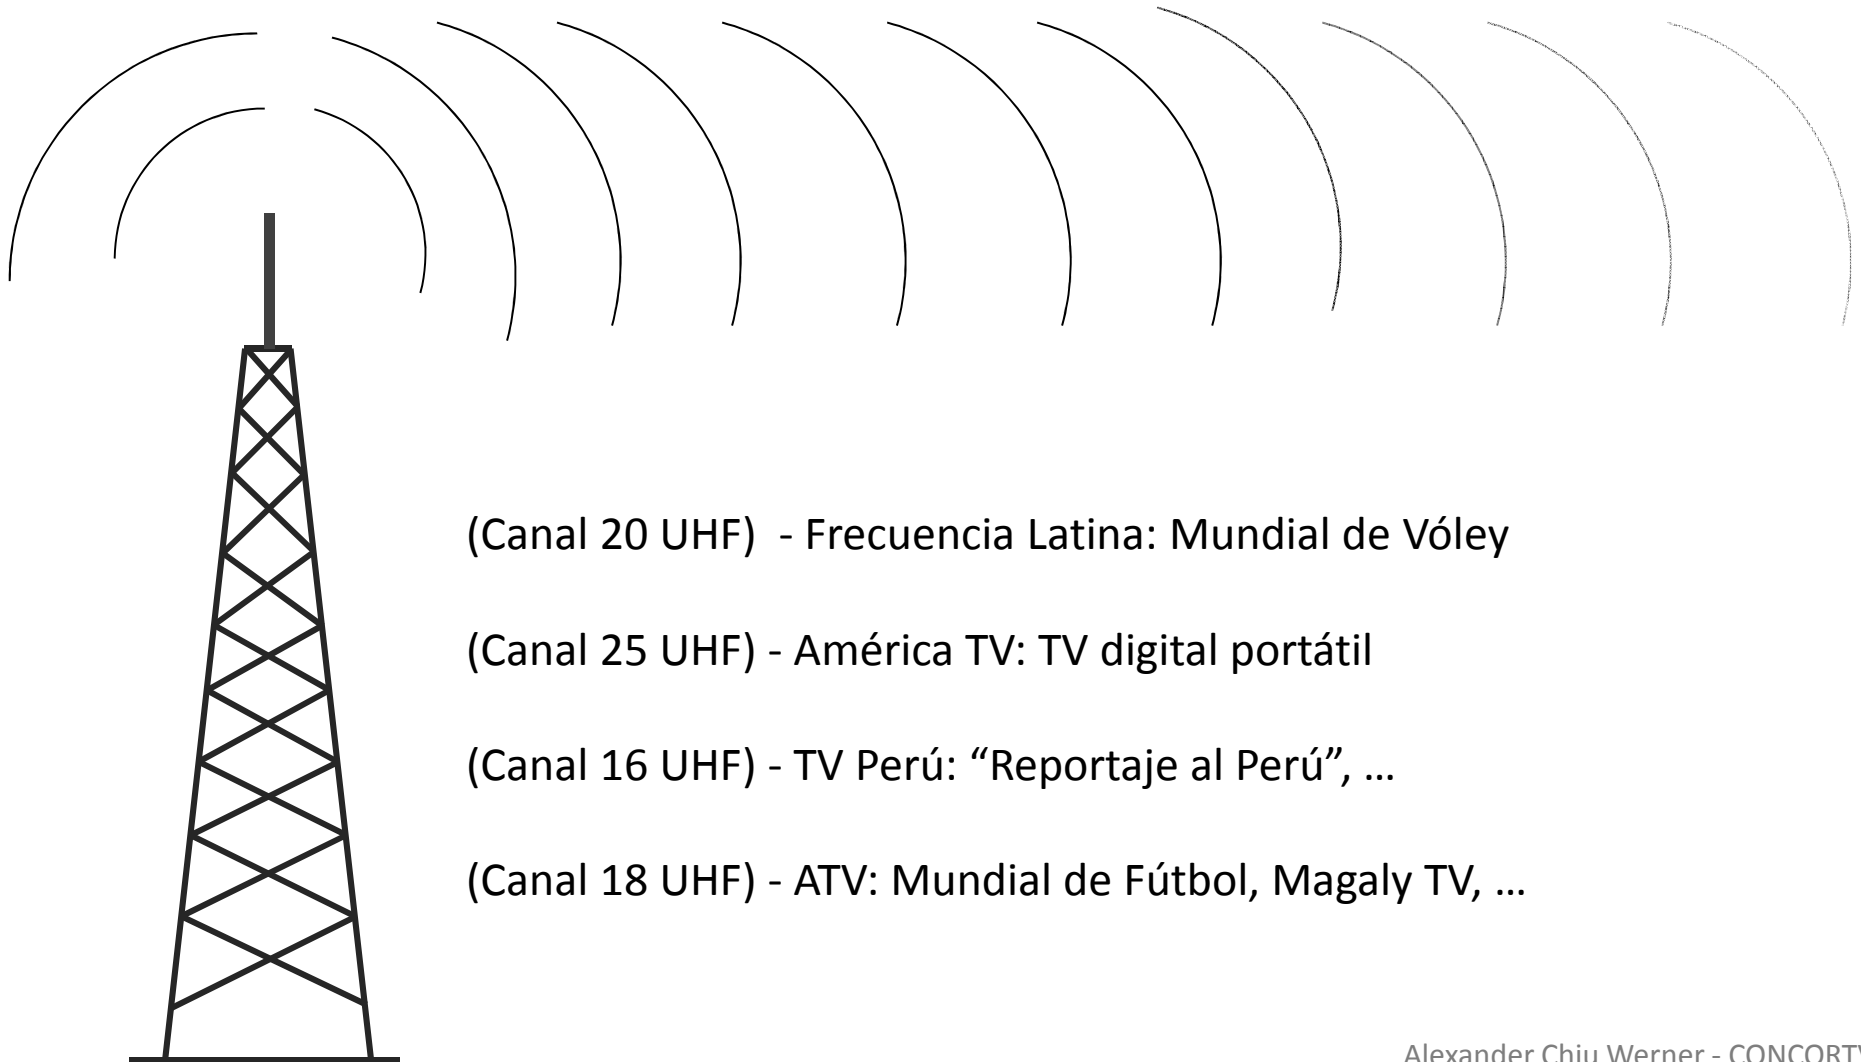 (Canal 20 UHF)  - Frecuencia Latina: Mundial de Vóley
(Canal 25 UHF) - América TV: TV digital portátil
(Canal 16 UHF) - TV Perú: “Reportaje al Perú”, …
(Canal 18 UHF) - ATV: Mundial de Fútbol, Magaly TV, …
Alexander Chiu Werner - CONCORTV